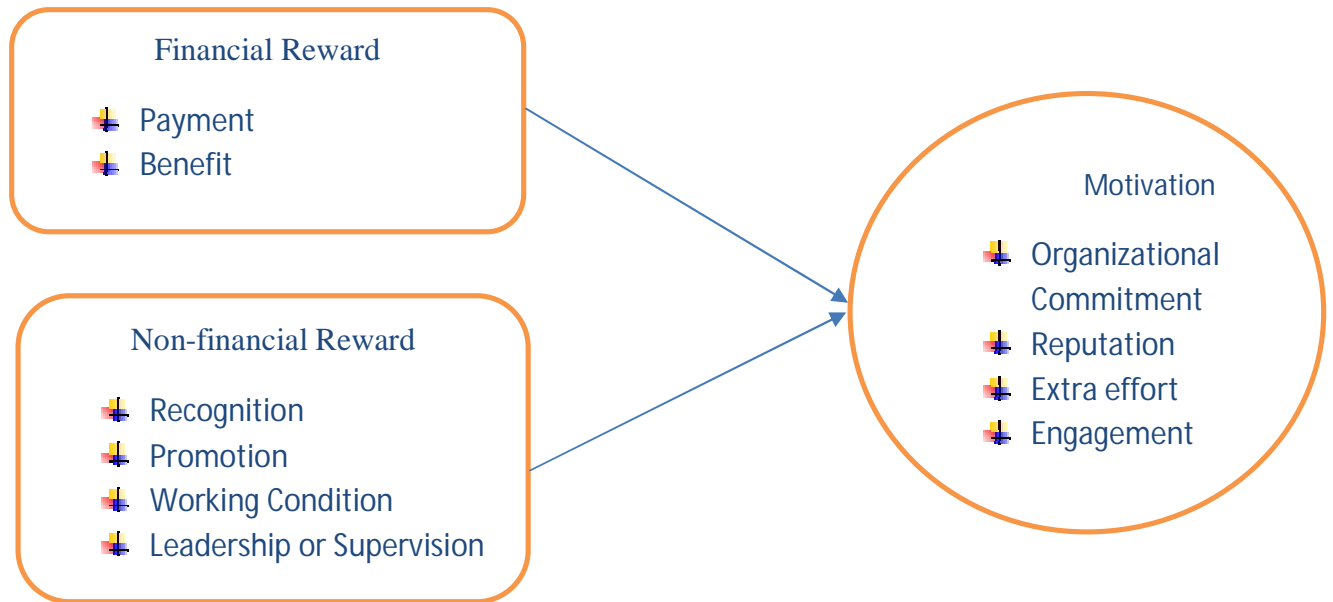 Financial Reward
Payment
Benefit
Non-financial Reward
Recognition
Promotion
Working Condition
Leadership or Supervision
Motivation
Organizational
Commitment
Reputation
Extra effort
Engagement